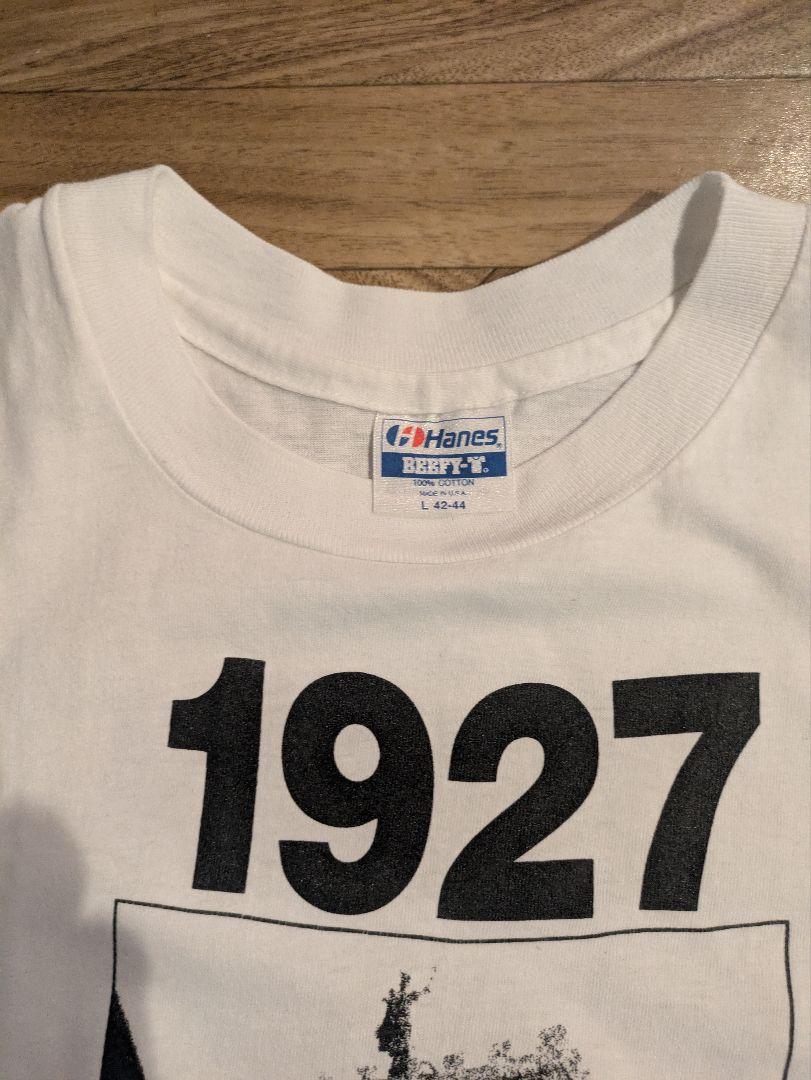 Hanes®
BEEFY-T®
100% COTTON
MADE IN U.S.A.
L 42-44
1927